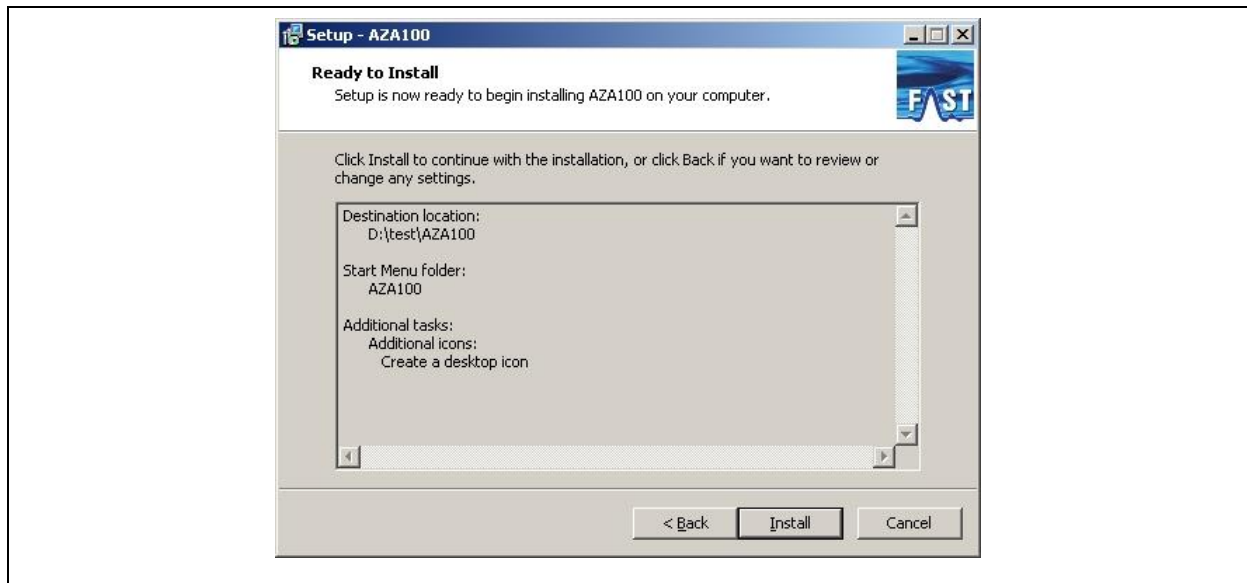 Setup - AZA100
Ready to Install
Setup is now ready to begin installing AZA100 on your computer.
FAST
Click Install to continue with the installation, or click Back if you want to review or
change any settings.
Destination location:
D:\test\AZA100
Start Menu folder:
AZA100
Additional tasks:
Additional icons:
Create a desktop icon
< Back
Install
Cancel